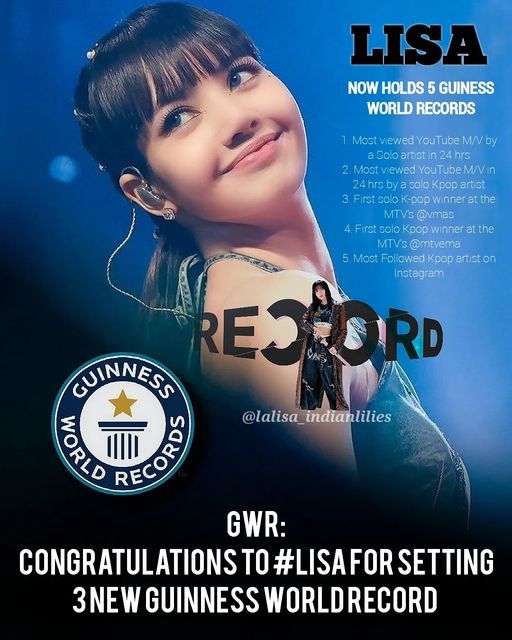 LISA
NOW HOLDS 5 GUINESS
WORLD RECORDS
1. Most viewed YouTube M/V by
a Solo artist in 24 hrs
2. Most viewed YouTube M/V in
24 hrs by a solo Kpop artist
3. First solo K-pop winner at the
MTV's @vmas
4. First solo Kpop winner at the
MTV's @mtvema
5. Most Followed Kpop artist on
Instagram
RECORD
@lalisa_indianlilies
GUINNESS
WORLD RECORDS
GWR:
CONGRATULATIONS TO #LISA FOR SETTING
3 NEW GUINNESS WORLD RECORD